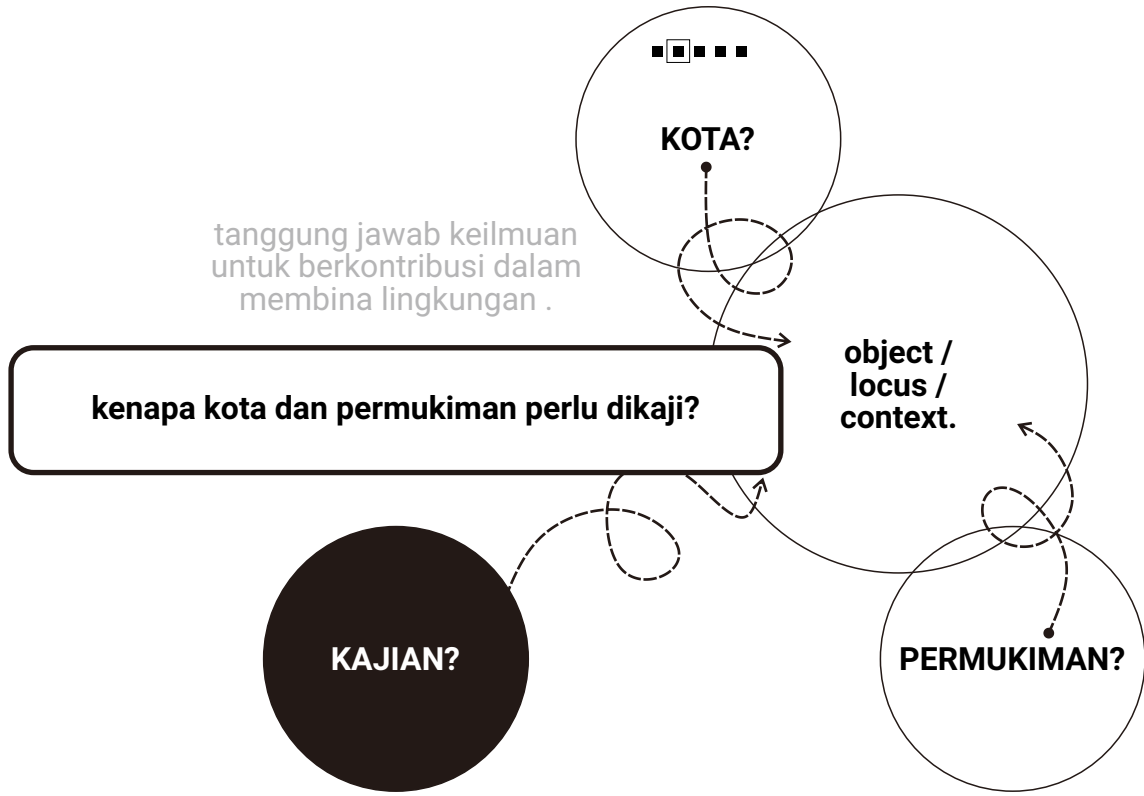 KOTA?
tanggung jawab keilmuan
untuk berkontribusi dalam
membina lingkungan .
object /
locus /
context.
kenapa kota dan permukiman perlu dikaji?
KAJIAN?
PERMUKIMAN?